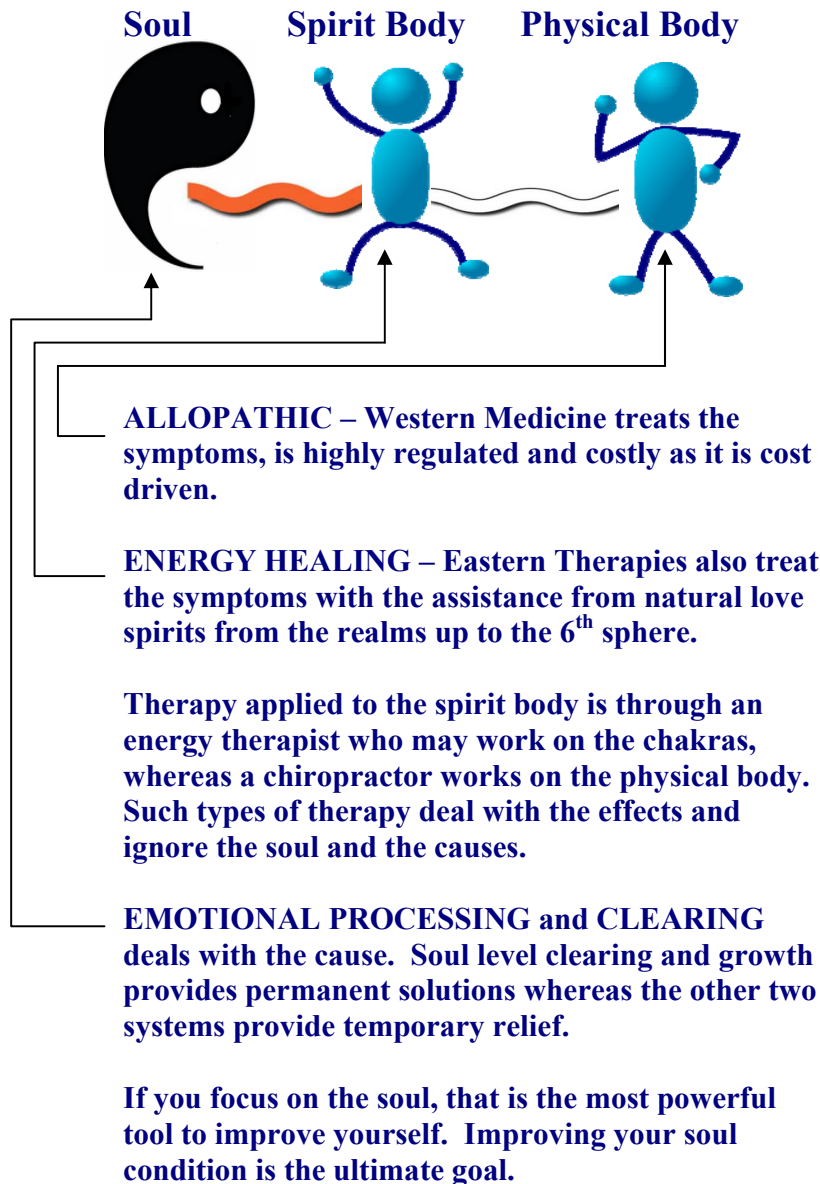 Soul Spirit Body Physical Body
ALLOPATHIC – Western Medicine treats the
symptoms, is highly regulated and costly as it is cost
driven.
ENERGY HEALING – Eastern Therapies also treat
the symptoms with the assistance from natural love
spirits from the realms up to the 6th sphere.
Therapy applied to the spirit body is through an
energy therapist who may work on the chakras,
whereas a chiropractor works on the physical body.
Such types of therapy deal with the effects and
ignore the soul and the causes.
EMOTIONAL PROCESSING and CLEARING
deals with the cause.  Soul level clearing and growth
provides permanent solutions whereas the other two
systems provide temporary relief.
If you focus on the soul, that is the most powerful
tool to improve yourself.  Improving your soul
condition is the ultimate goal.